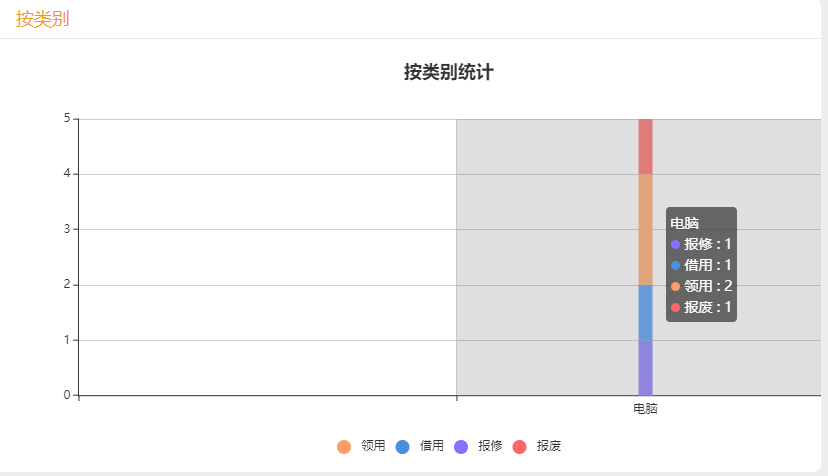 按类别
按类别统计
5
4
3
2
1
0
电脑
报修 : 1
借用 : 1
领用 : 2
报废 : 1
电脑
领用 借用 报修 报废